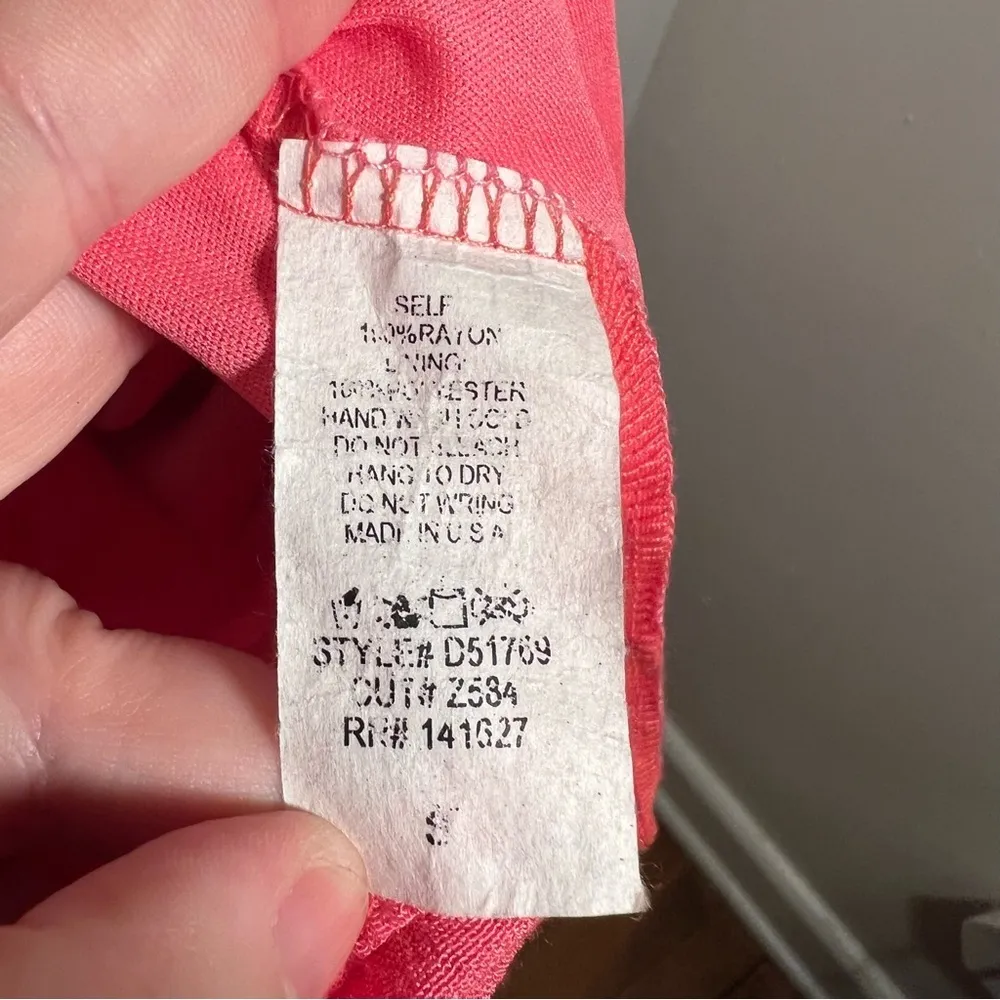 SELF
100%RAYON
LINING
100%POLYESTER
HAND WASH COLD
DO NOT BLEACH
HANG TO DRY
DO NOT WRING
MADE IN U S A
STYLE# D51769
CUT# Z584
RN# 141627
S